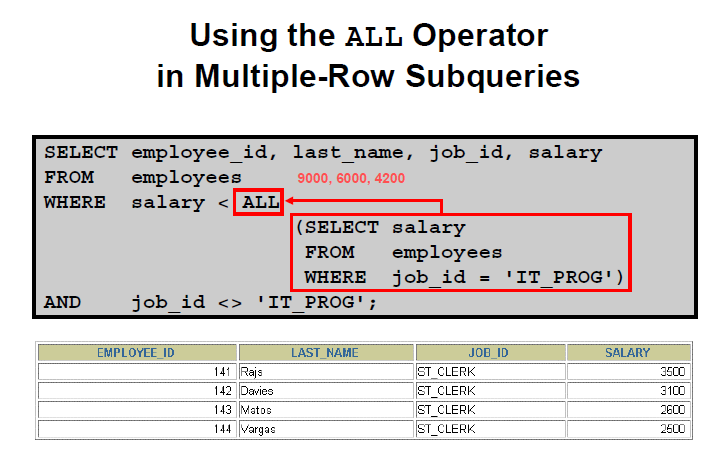 Using the ALL Operator
in Multiple-Row Subqueries
SELECT employee_id, last_name, job_id, salary
FROM employees 9000, 6000, 4200
WHERE salary < ALL
(SELECT salary
FROM employees
WHERE job_id = 'IT_PROG')
AND job_id <> 'IT_PROG';
EMPLOYEE_ID LAST_NAME JOB_ID SALARY
141 Rajs ST_CLERK 3500
142 Davies ST_CLERK 3100
143 Matos ST_CLERK 2600
144 Vargas ST_CLERK 2500